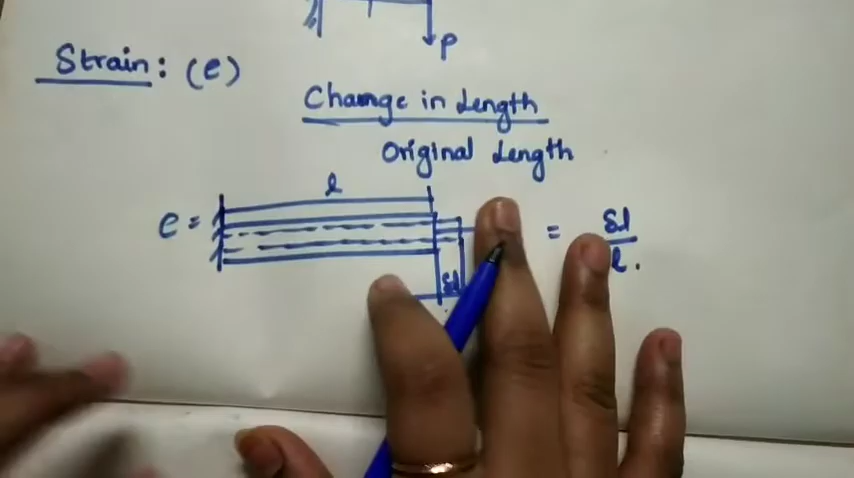 P
Strain: (e)
Change in Length
Original Length
l
e = = δl
δl l.